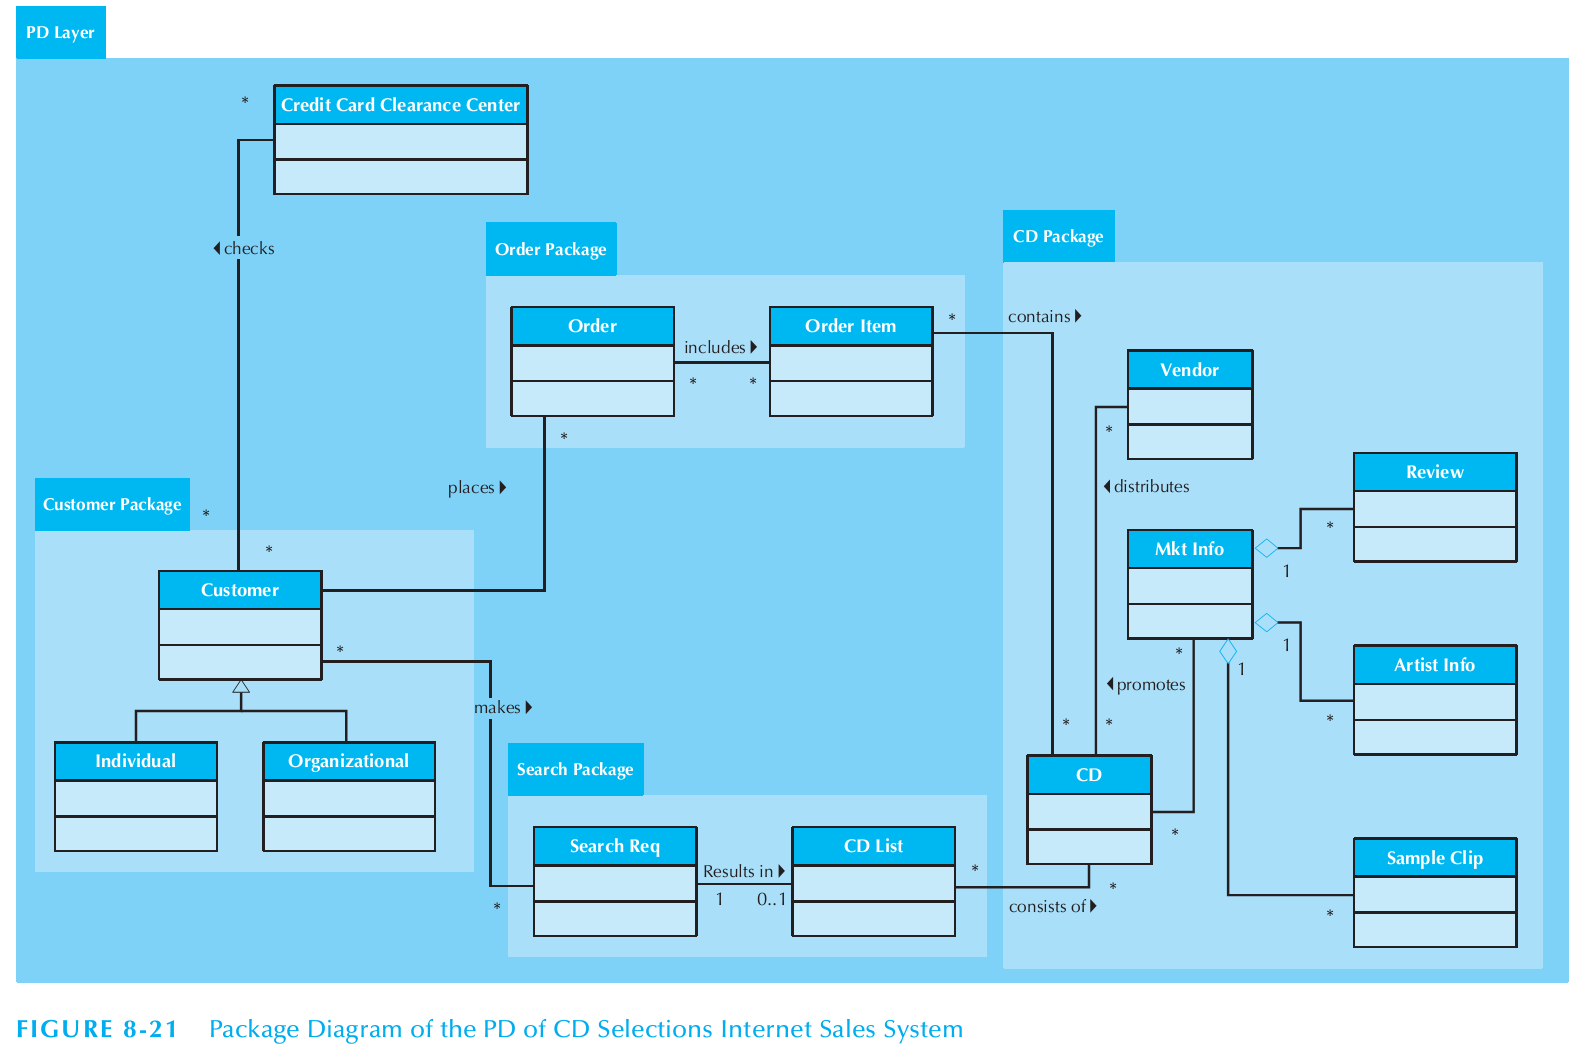 PD Layer
*
Credit Card Clearance Center
checks
Order Package
CD Package
Order
Order Item
*
contains
includes
*
*
Vendor
*
*
places
distributes
Review
*
Customer Package
*
*
Mkt Info
1
Customer
*
*
1
1
Artist Info
promotes
makes
*
*
*
Individual
Organizational
Search Package
CD
*
Search Req
CD List
Sample Clip
Results in
*
*
1
0..1
*
consists of
*
FIGURE 8-21 Package Diagram of the PD of CD Selections Internet Sales System